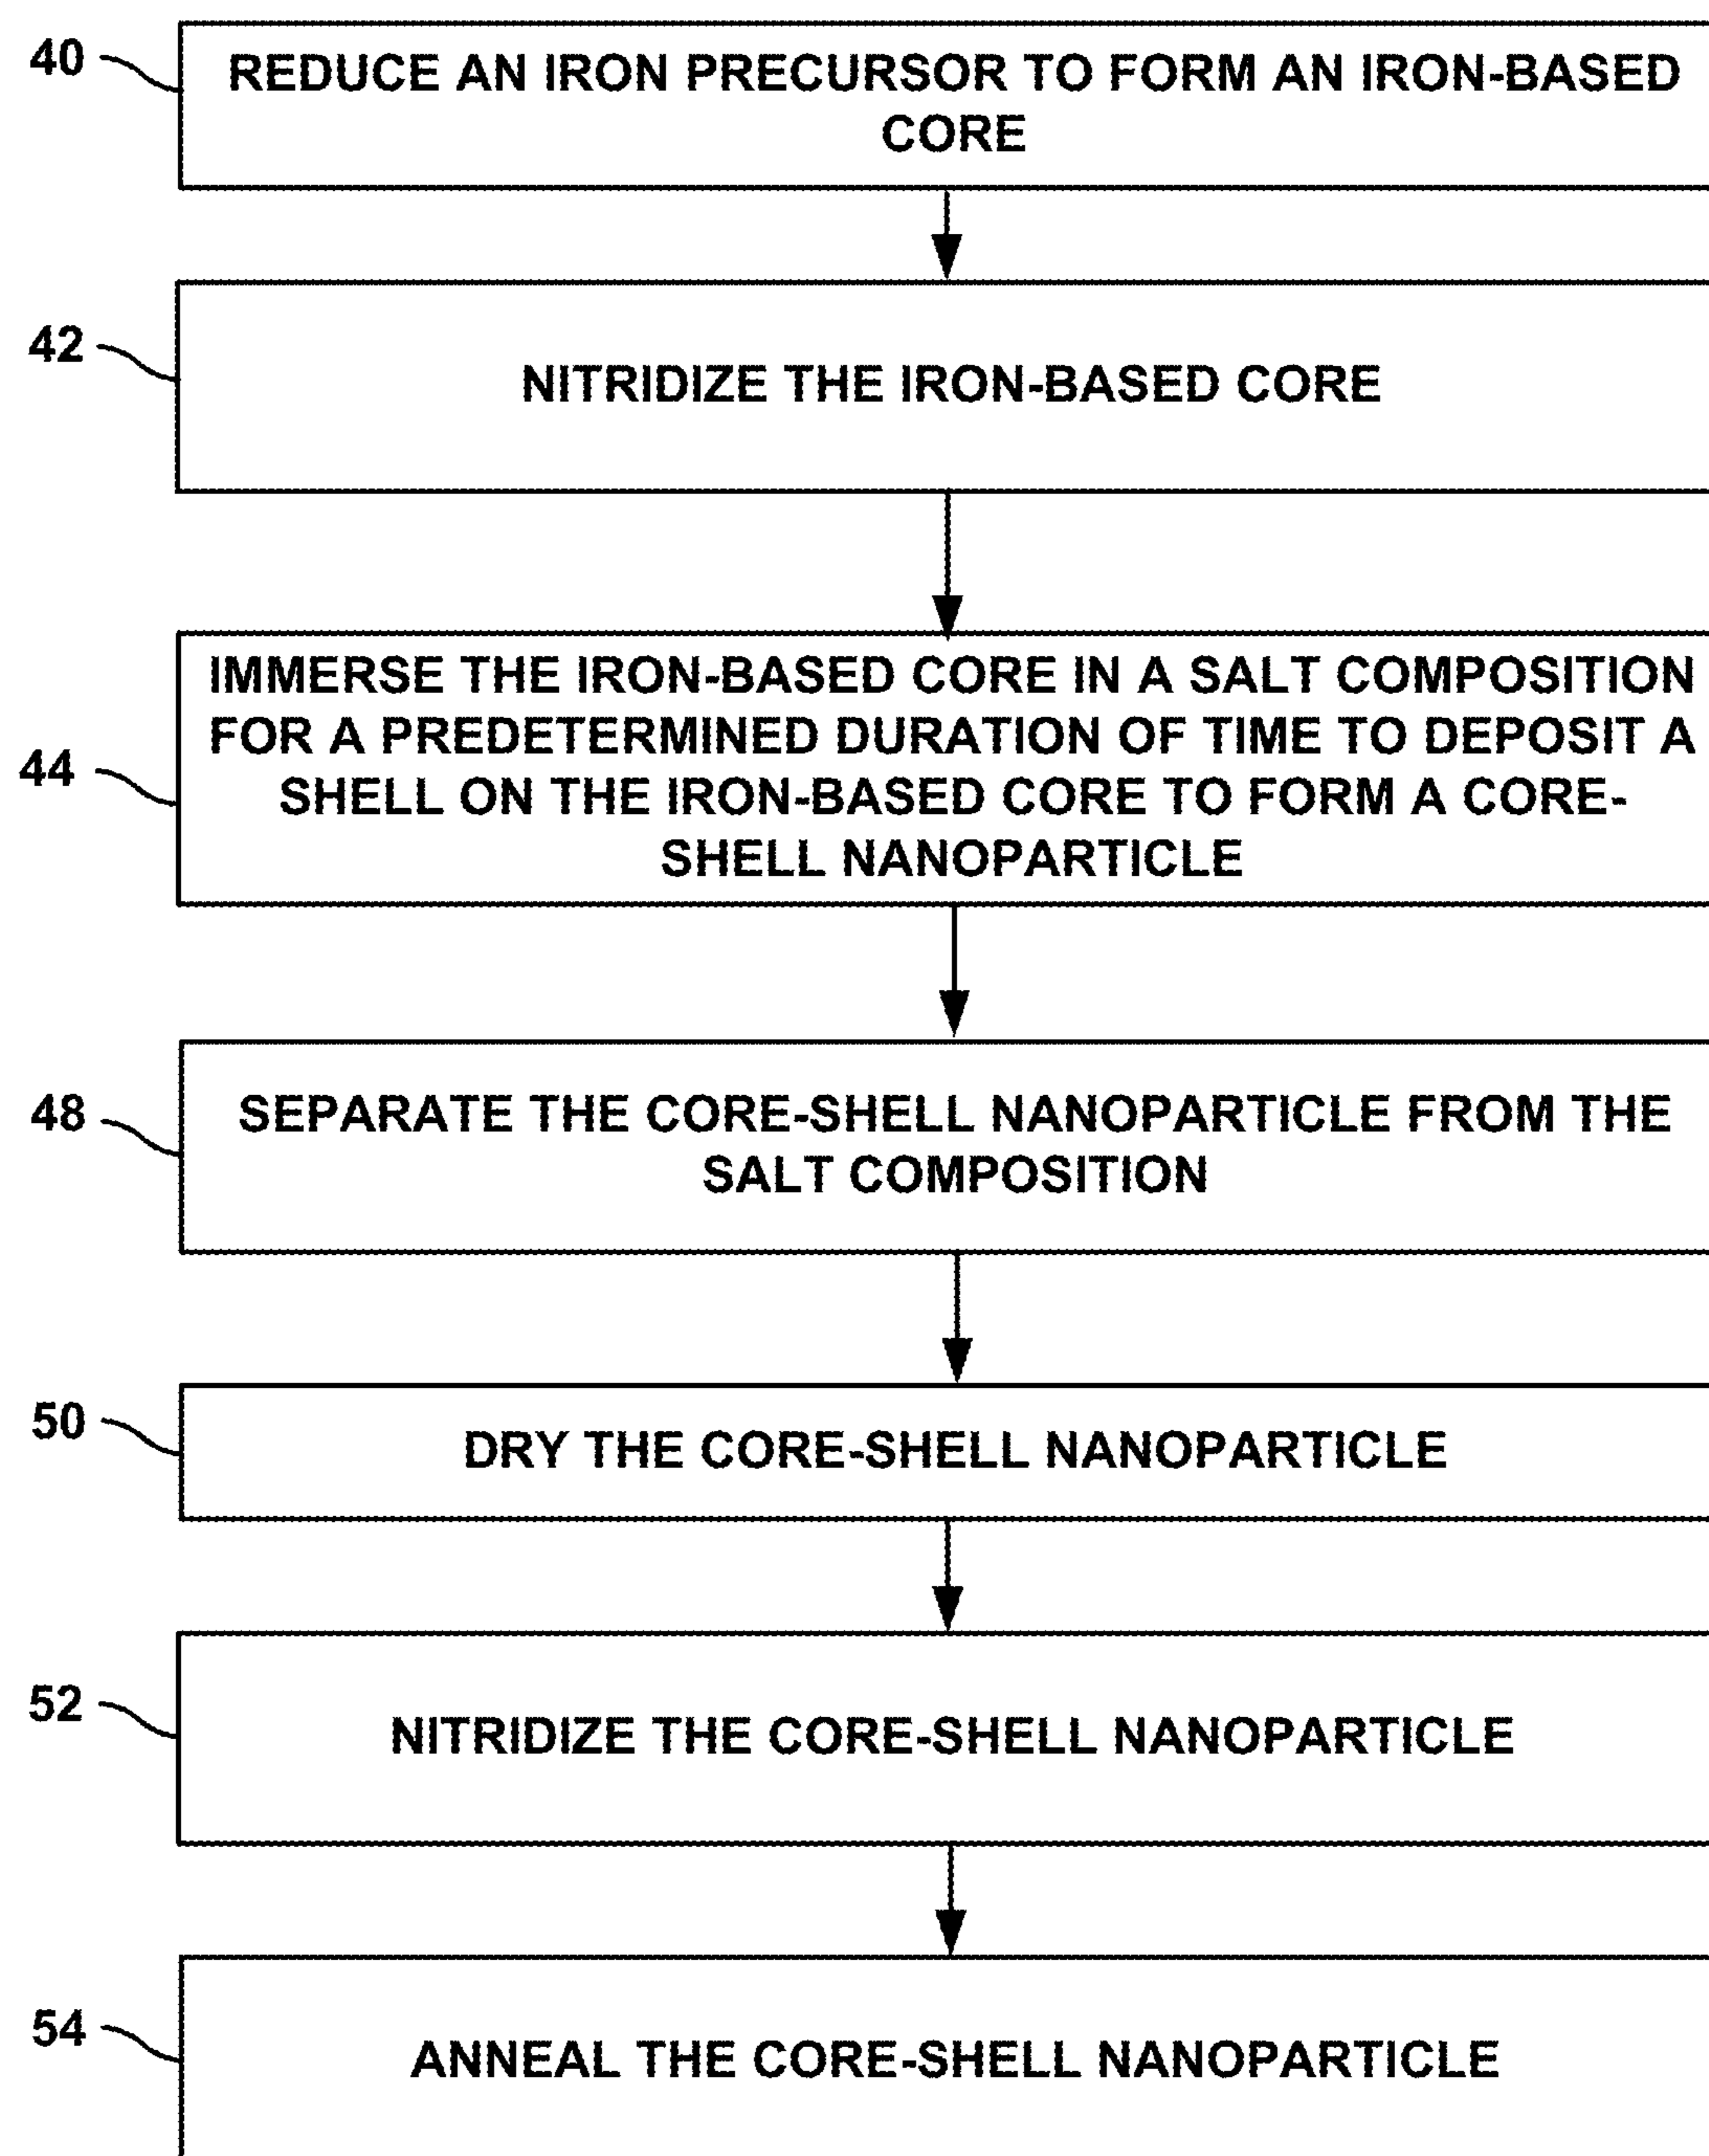 40
REDUCE AN IRON PRECURSOR TO FORM AN IRON-BASED
CORE
42
NITRIDIZE THE IRON-BASED CORE
IMMERSE THE IRON-BASED CORE IN A SALT COMPOSITION
FOR A PREDETERMINED DURATION OF TIME TO DEPOSIT A
44
SHELL ON THE IRON-BASED CORE TO FORM A CORE-
SHELL NANOPARTICLE
48
SEPARATE THE CORE-SHELL NANOPARTICLE FROM THE
SALT COMPOSITION
50
DRY THE CORE-SHELL NANOPARTICLE
52
NITRIDIZE THE CORE-SHELL NANOPARTICLE
54
ANNEAL THE CORE-SHELL NANOPARTICLE